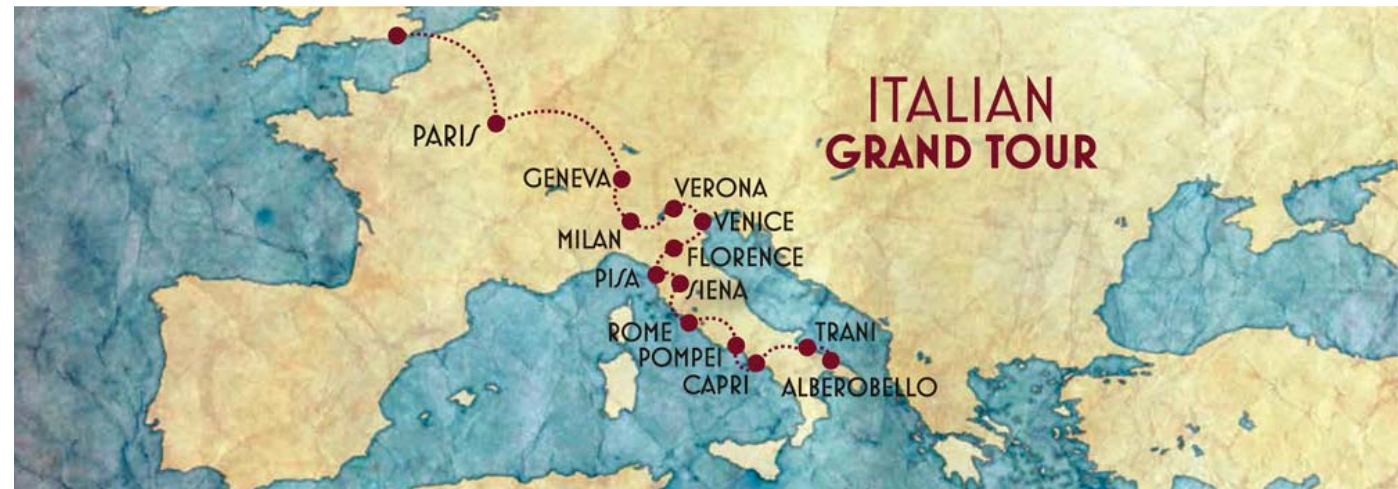 ITALIAN
GRAND TOUR
PARIS
GENEVA
VERONA
MILAN
VENICE
FLORENCE
PISA
SIENA
ROME
TRANI
POMPEI
CAPRI
ALBEROBELLO